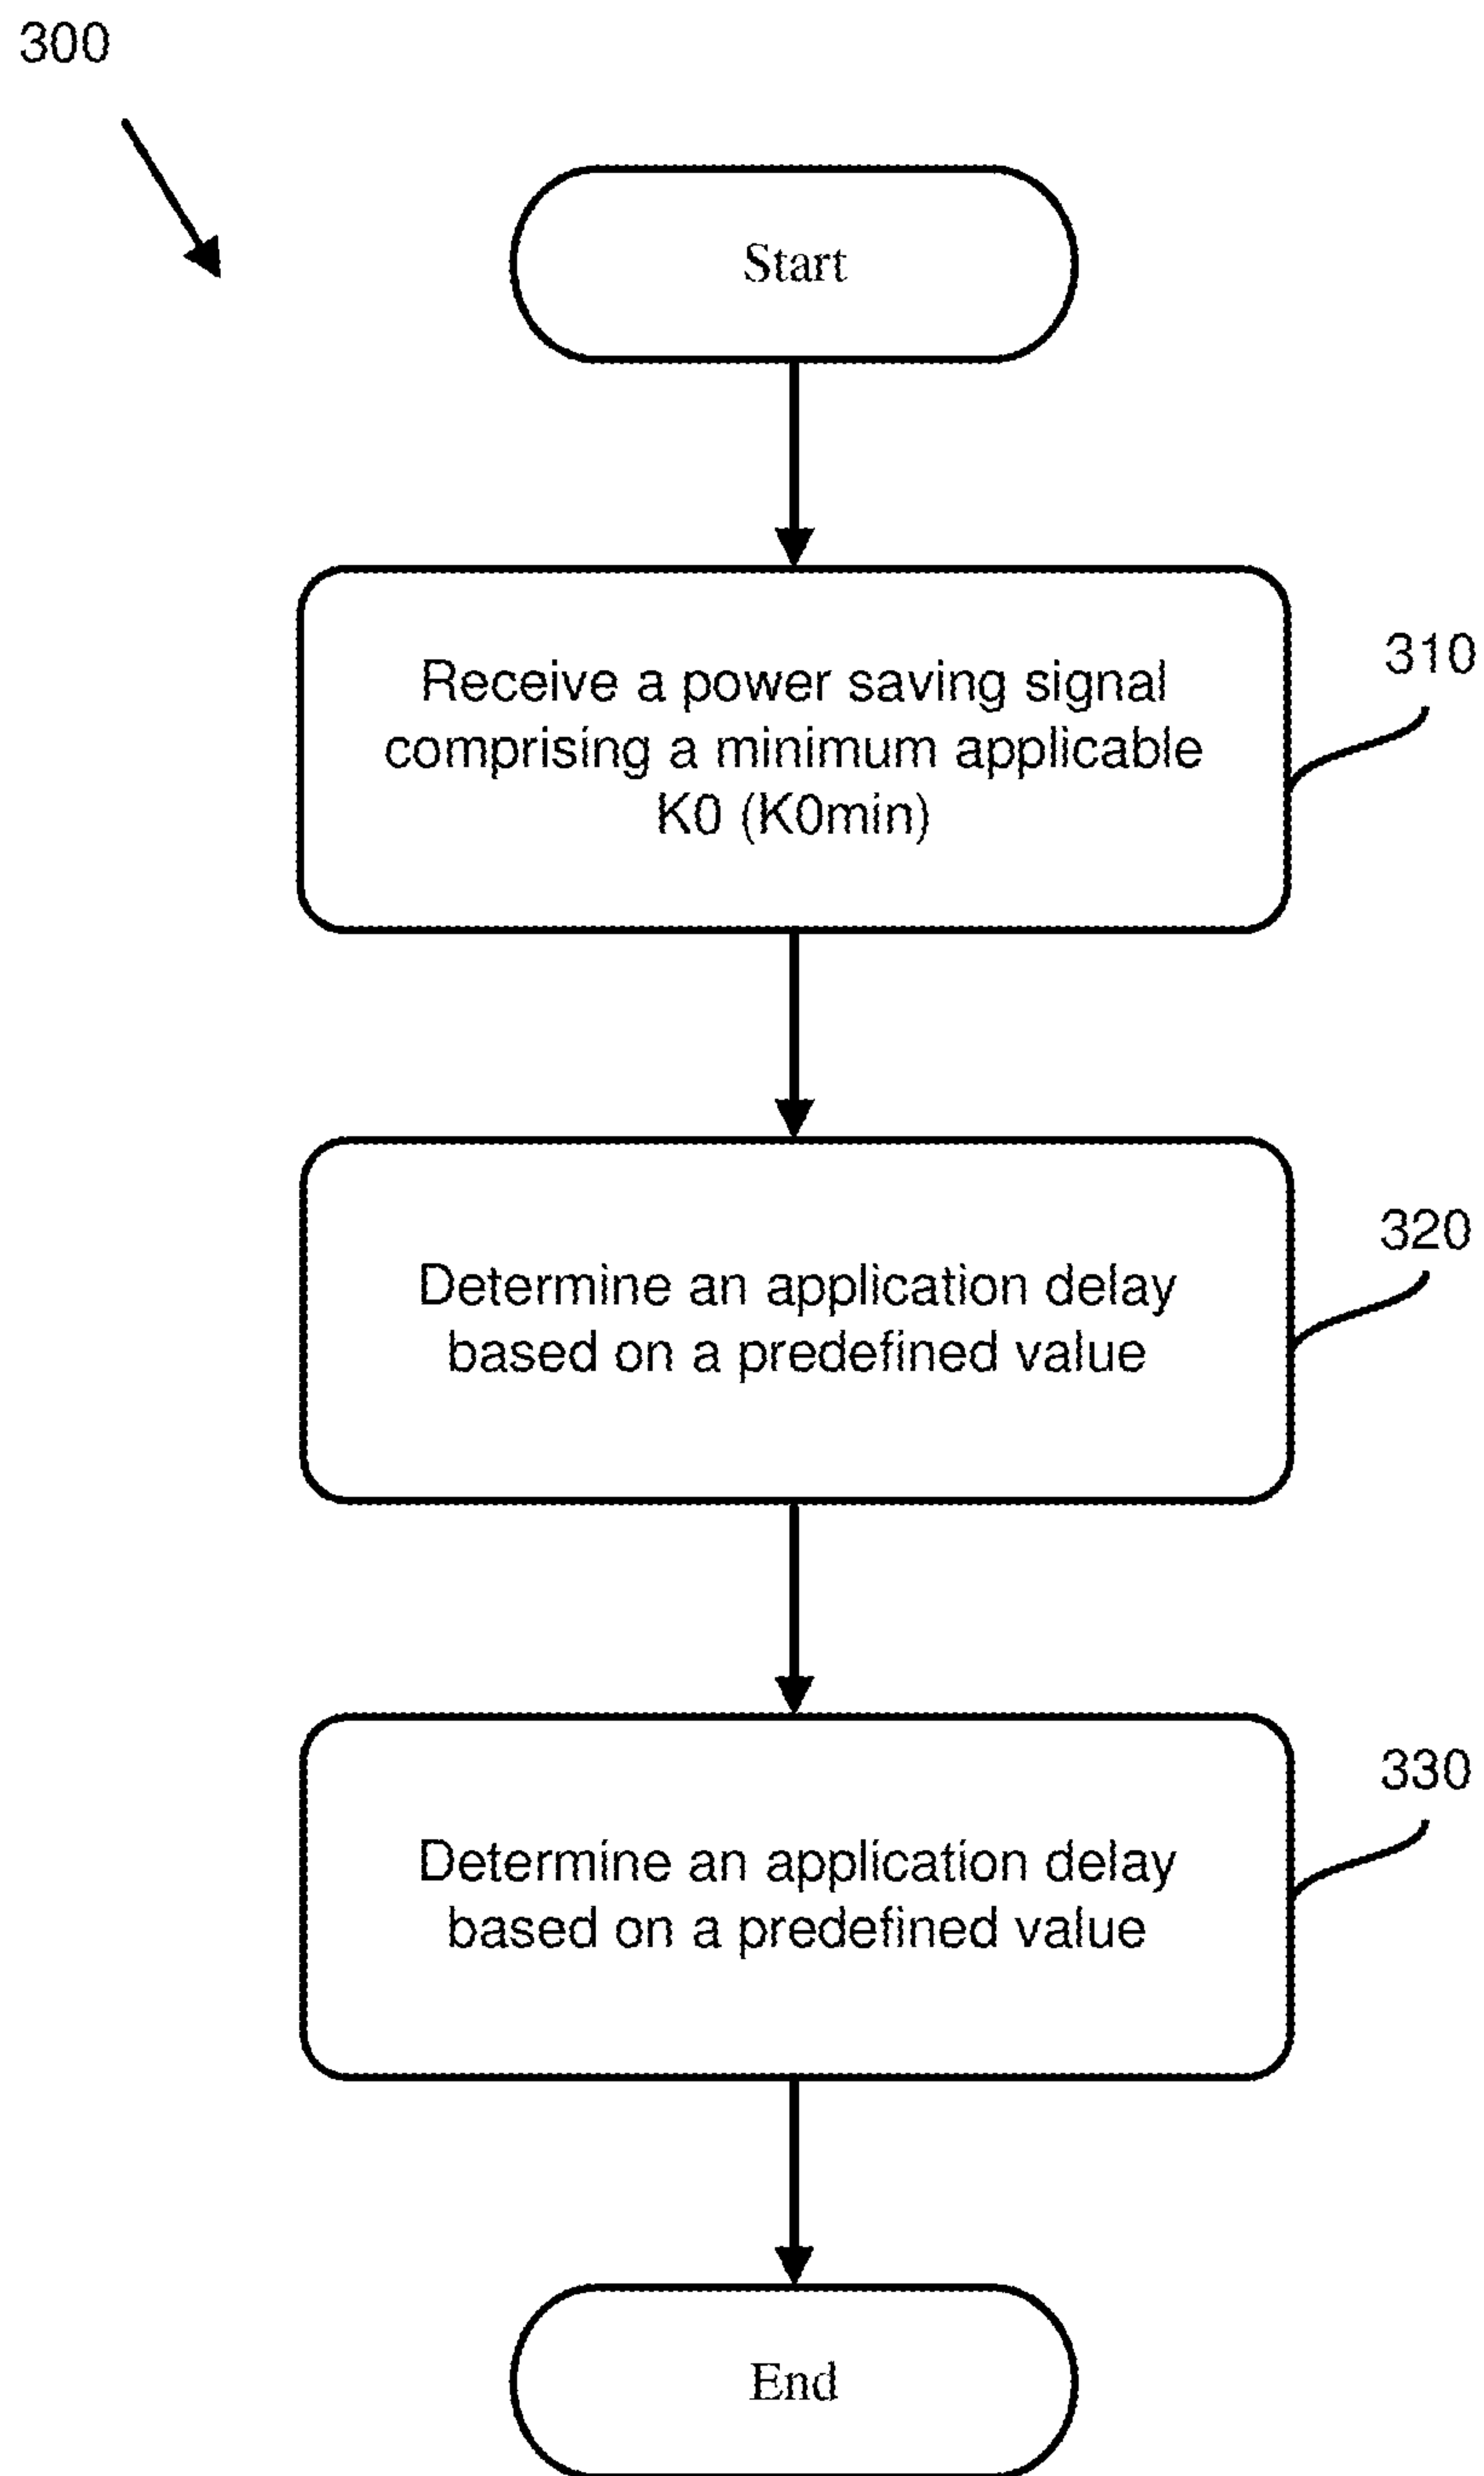 300
Start
Receive a power saving signal
comprising a minimum applicable
K0 (K0min)
310
Determine an application delay
based on a predefined value
320
Determine an application delay
based on a predefined value
330
End